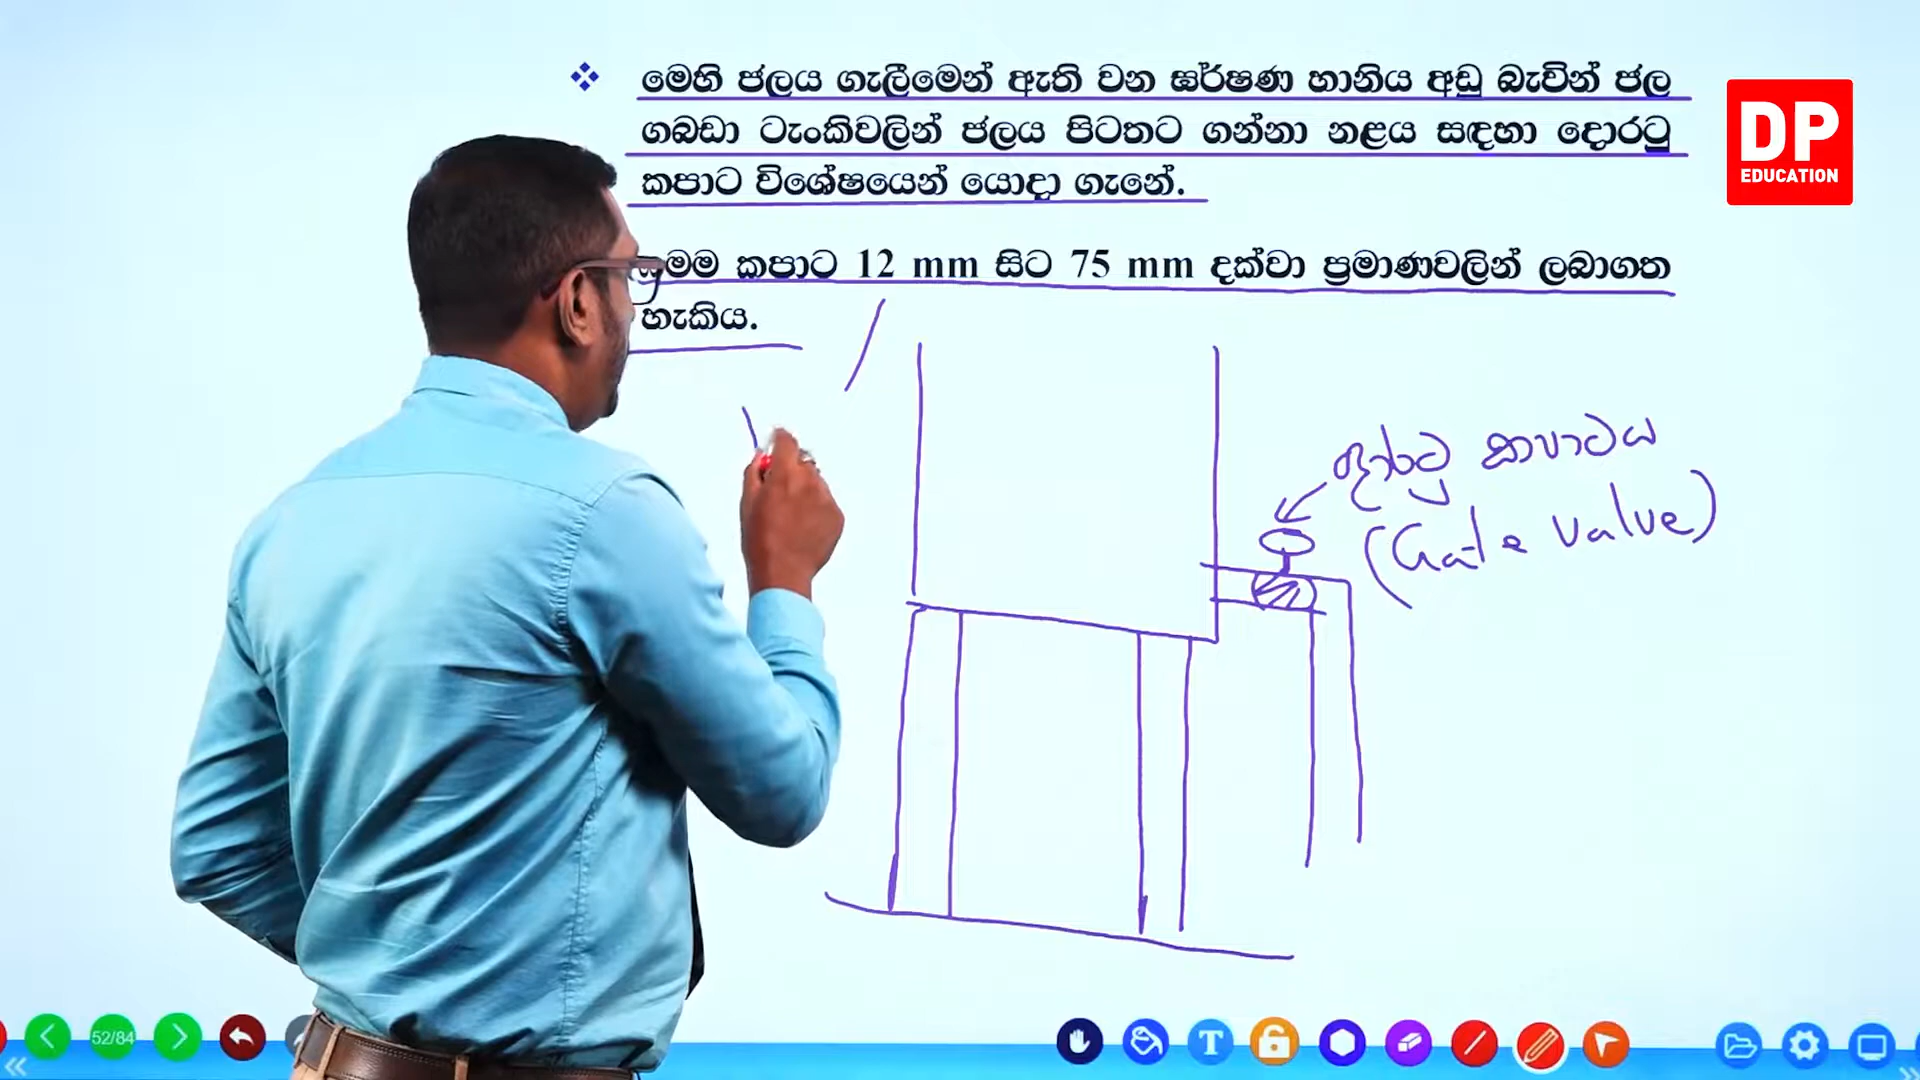 මෙහි ජලය ගැලීමෙන් ඇති වන ඝර්ෂණ හානිය අඩු බැවින් ජල
ගබඩා ටැංකිවලින් ජලය පිටතට ගන්නා නළය සඳහා දොරටු
කපාට විශේෂයෙන් යොදා ගැනේ.
කපාට 12 mm සිට 75 mm දක්වා ප්‍රමාණවලින් ලබාගත
හැකිය.
DP
EDUCATION
දොරටු කපාටය
(Gate valve)
52/84
T